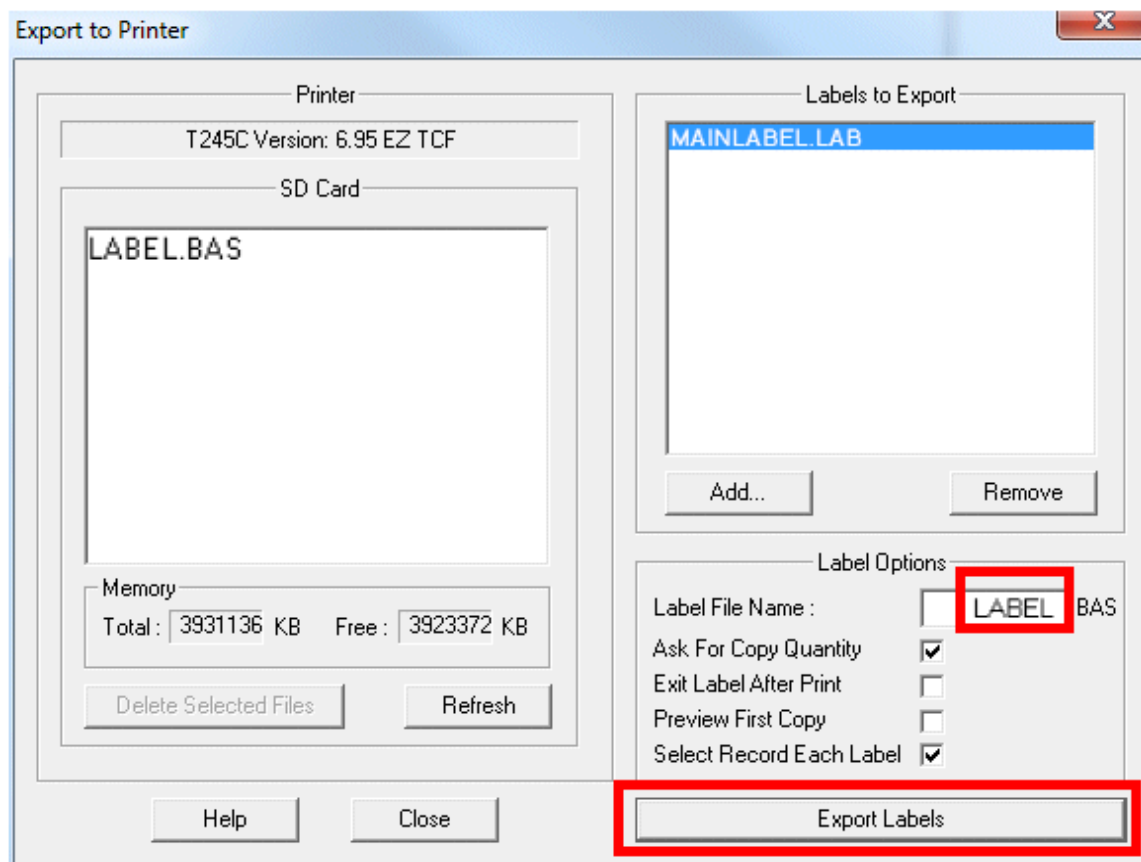 Export to Printer
X
Printer
T245C Version: 6.95 EZ TCF
SD Card
LABEL.BAS
Memory
Total : 3931136 KB Free : 3923372 KB
Delete Selected Files Refresh
Labels to Export
MAINLABEL.LAB
Add... Remove
Label Options
Label File Name : LABEL BAS
Ask For Copy Quantity
Exit Label After Print
Preview First Copy
Select Record Each Label
Help Close Export Labels